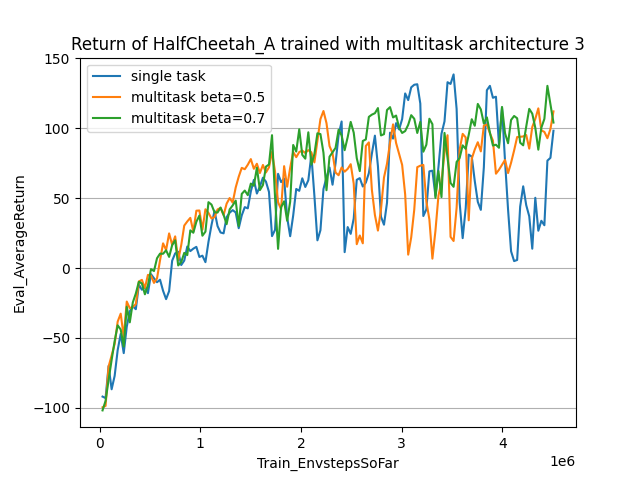 Return of HalfCheetah_A trained with multitask architecture 3
single task
multitask beta=0.5
multitask beta=0.7
150
100
50
0
−50
−100
Eval_AverageReturn
0
1
2
3
4
1e6
Train_EnvstepsSoFar